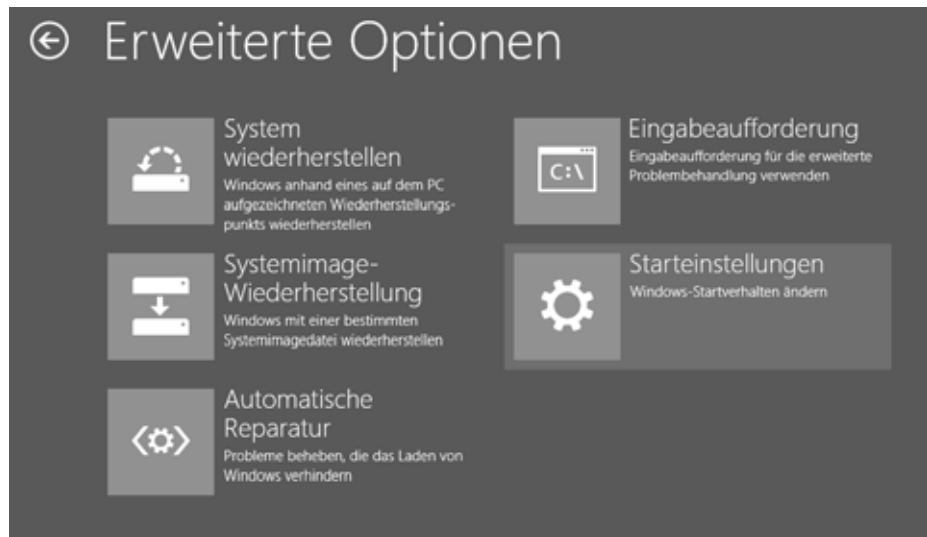 Erweiterte Optionen
System
wiederherstellen
Windows anhand eines auf dem PC
aufgezeichneten Wiederherstellungs-
punkts wiederherstellen
Systemimage-
Wiederherstellung
Windows mit einer bestimmten
Systemimagedatei wiederherstellen
Automatische
Reparatur
Probleme beheben, die das Laden von
Windows verhindern
C:\
Eingabeaufforderung
Eingabeaufforderung für die erweiterte
Problembehandlung verwenden
Starteinstellungen
Windows-Startverhalten ändern